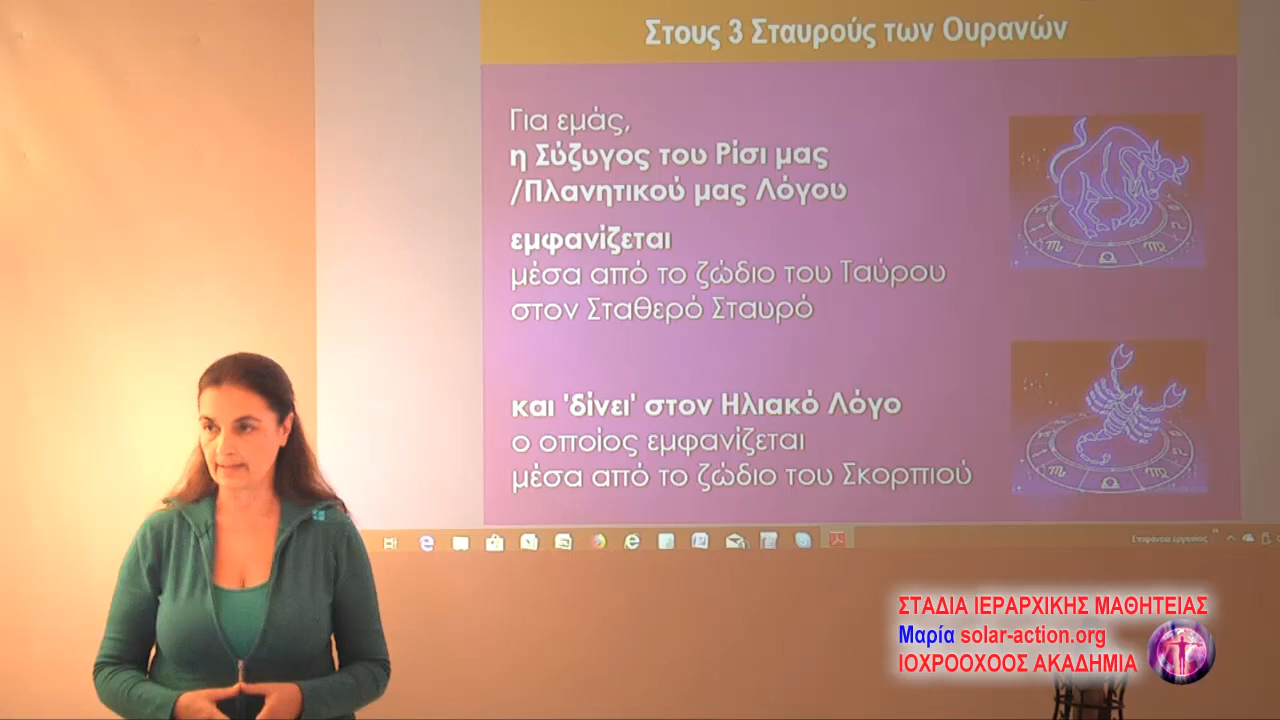 Στους 3 Σταυρούς των Ουρανών
Για εμάς,
η Σύζυγος του Ρίσι μας
/Πλανητικού μας Λόγου
εμφανίζεται
μέσα από το ζώδιο του Ταύρου
στον Σταθερό Σταυρό
και 'δίνει' στον Ηλιακό Λόγο
ο οποίος εμφανίζεται
μέσα από το ζώδιο του Σκορπιού
Επιφάνεια εργασίας
ΣΤΑΔΙΑ ΙΕΡΑΡΧΙΚΗΣ ΜΑΘΗΤΕΙΑΣ
Μαρία solar-action.org
ΙΟΧΡΟΟΧΟΟΣ ΑΚΑΔΗΜΙΑ